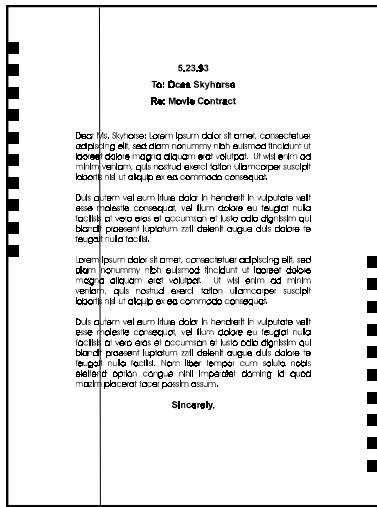 5.23.93
To: Ocea Skyhorse
Re: Movie Contract
Dear Ms. Skyhorse: Lorem ipsum dolor sit amet, consectetuer
adipiscing elit, sed diam nonummy nibh euismod tincidunt ut
laoreet dolore magna aliquam erat volutpat. Ut wisi enim ad
minim veniam, quis nostrud exerci tation ullamcorper suscipit
lobortis nisl ut aliquip ex ea commodo consequat.
Duis autem vel eum iriure dolor in hendrerit in vulputate velit
esse molestie consequat, vel illum dolore eu feugiat nulla
facilisis at vero eros et accumsan et iusto odio dignissim qui
blandit praesent luptatum zzril delenit augue duis dolore te
feugait nulla facilisi.
Lorem ipsum dolor sit amet, consectetuer adipiscing elit, sed
diam nonummy nibh euismod tincidunt ut laoreet dolore
magna aliquam erat volutpat. Ut wisi enim ad minim
veniam, quis nostrud exerci tation ullamcorper suscipit
lobortis nisl ut aliquip ex ea commodo consequat.
Duis autem vel eum iriure dolor in hendrerit in vulputate velit
esse molestie consequat, vel illum dolore eu feugiat nulla
facilisis at vero eros et accumsan et iusto odio dignissim qui
blandit praesent luptatum zzril delenit augue duis dolore te
feugait nulla facilisi. Nam liber tempor cum soluta nobis
eleifend option congue nihil imperdiet doming id quod
mazim placerat facer possim assum.
Sincerely,